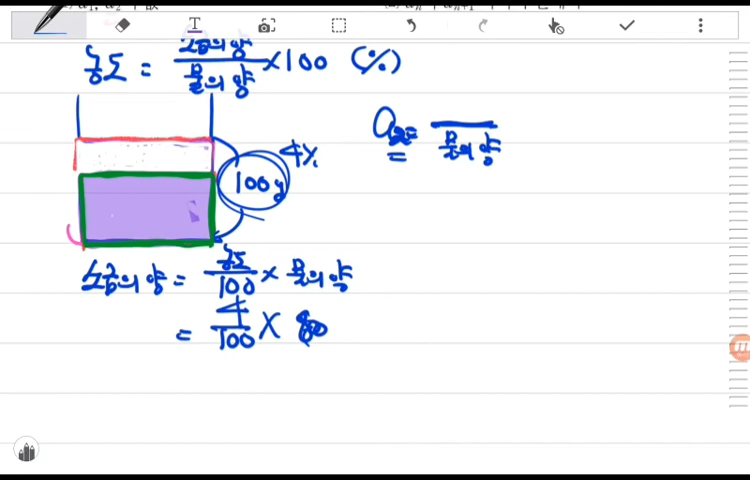 농도 = 소금의양/물의양 × 100 (%)
4%
100g
a₂ = /물의양
소금의양 = 농도/100 × 물의양
= 4/100 × 80